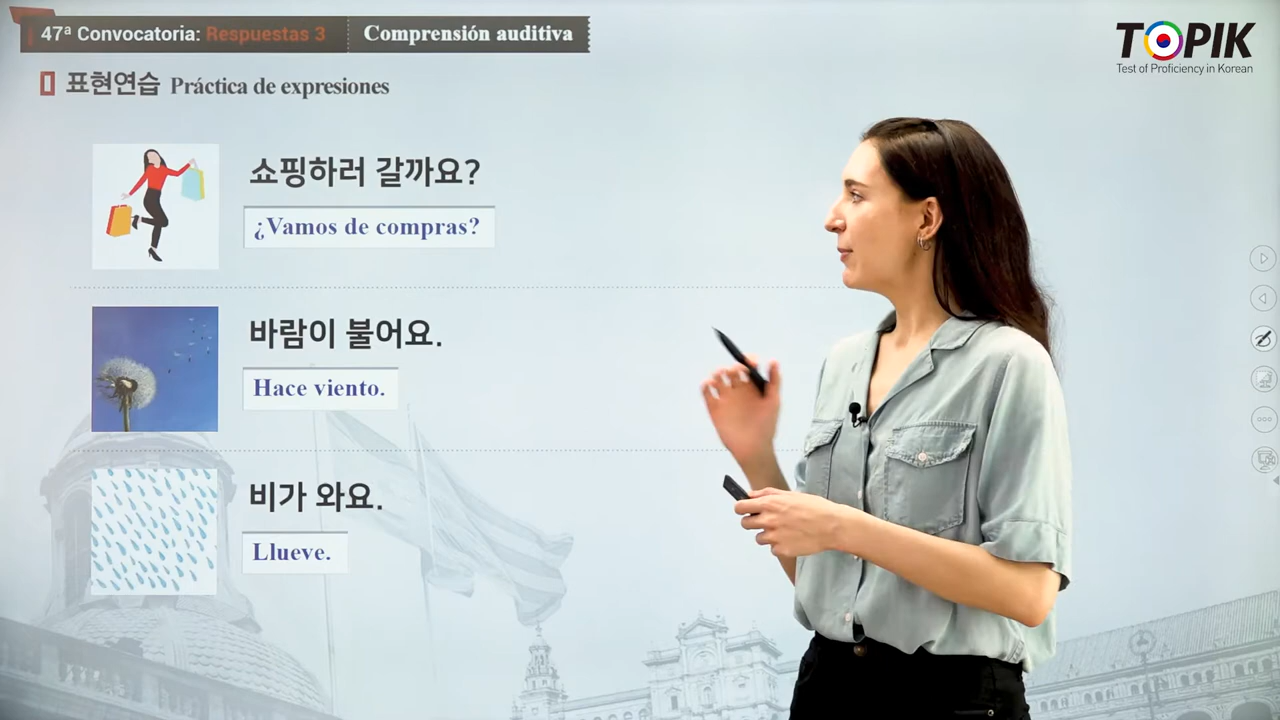 47ª Convocatoria: Respuestas 3 Comprensión auditiva
TOPIK
Test of Proficiency in Korean
표현연습 Práctica de expresiones
쇼핑하러 갈까요?
¿Vamos de compras?
바람이 불어요.
Hace viento.
비가 와요.
Llueve.